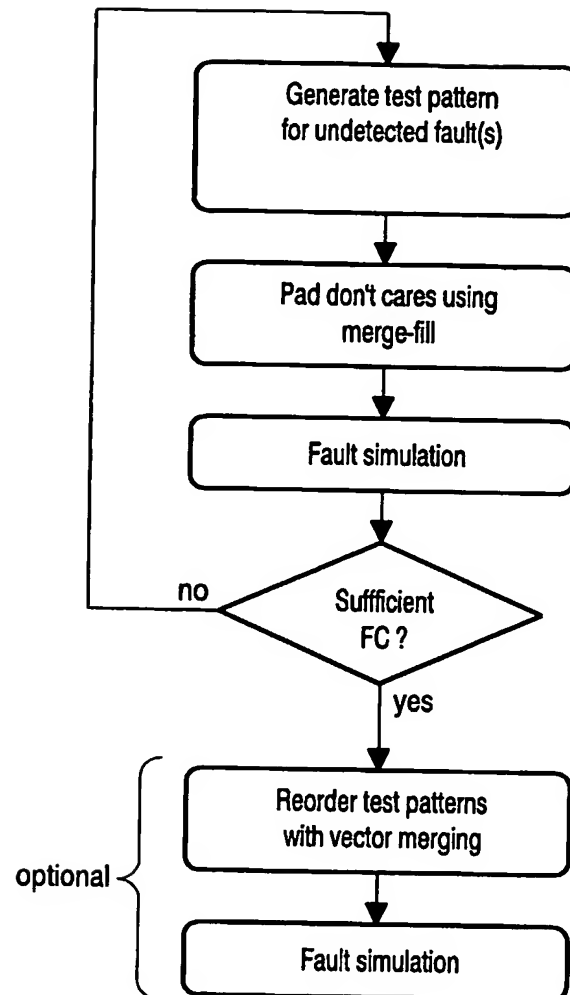 Generate test pattern
for undetected fault(s)
Pad don't cares using
merge-fill
Fault simulation
no
Suffficient
FC ?
yes
Reorder test patterns
with vector merging
optional
Fault simulation